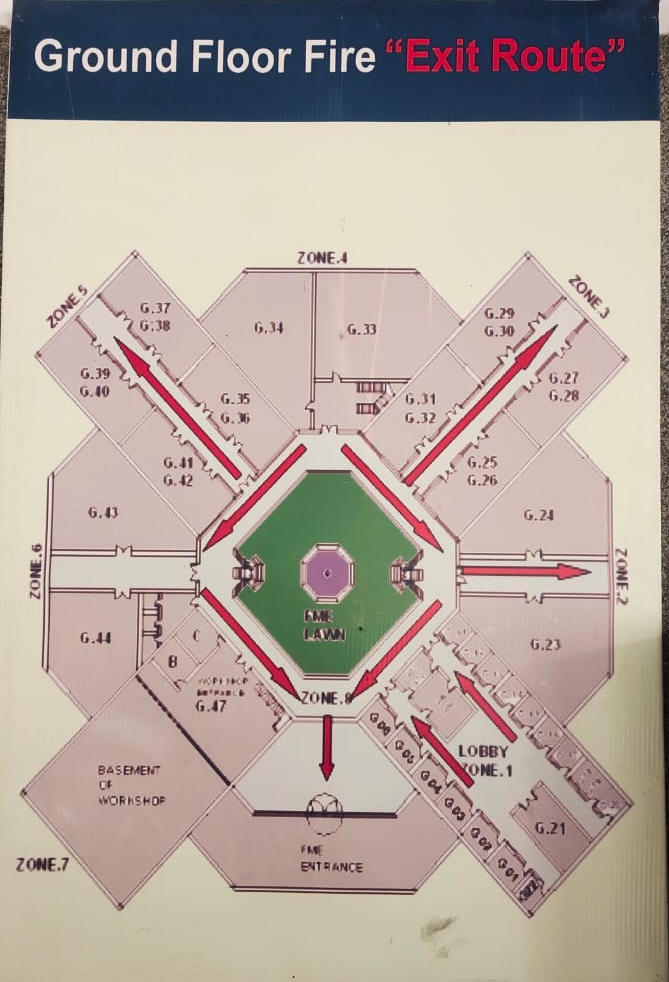 Ground Floor Fire “Exit Route”
ZONE.4
ZONE.5
ZONE.3
G.37
G.38
G.34
G.33
G.29
G.30
G.39
G.40
G.35
G.36
G.31
G.32
G.27
G.28
G.41
G.42
G.25
G.26
G.43
G.24
ZONE.6
ZONE.2
FME
LAWN
G.44
C
B
G.23
WORKSHOP
ENTRANCE
G.47
ZONE.8
G.06
G.05
G.04
G.03
G.02
G.01
LOBBY
ZONE.1
G.21
BASEMENT
OF
WORKSHOP
FME
ENTRANCE
ZONE.7